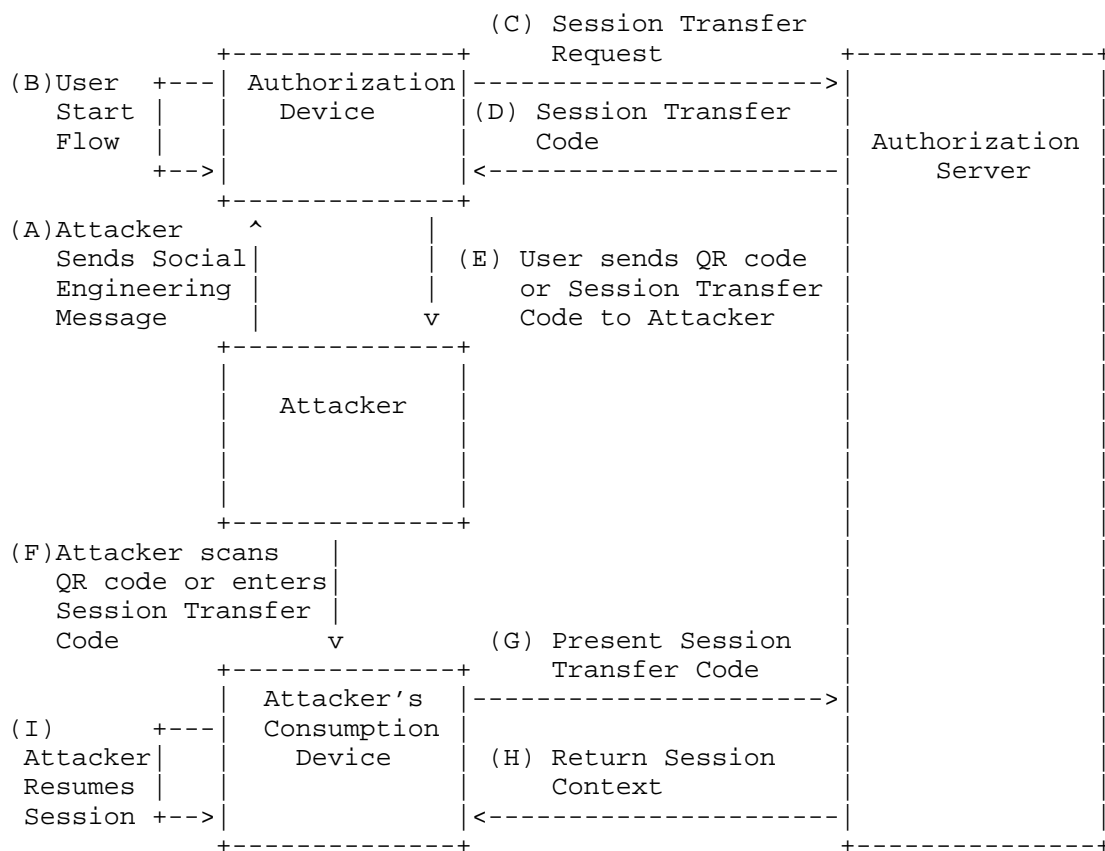 (C) Session Transfer
Request
(B)User Authorization
Start Device (D) Session Transfer
Flow Code Authorization
Server
(A)Attacker
Sends Social (E) User sends QR code
Engineering or Session Transfer
Message Code to Attacker
Attacker
(F)Attacker scans
QR code or enters
Session Transfer
Code (G) Present Session
Transfer Code
Attacker's
(I) Consumption
Attacker Device (H) Return Session
Resumes Context
Session